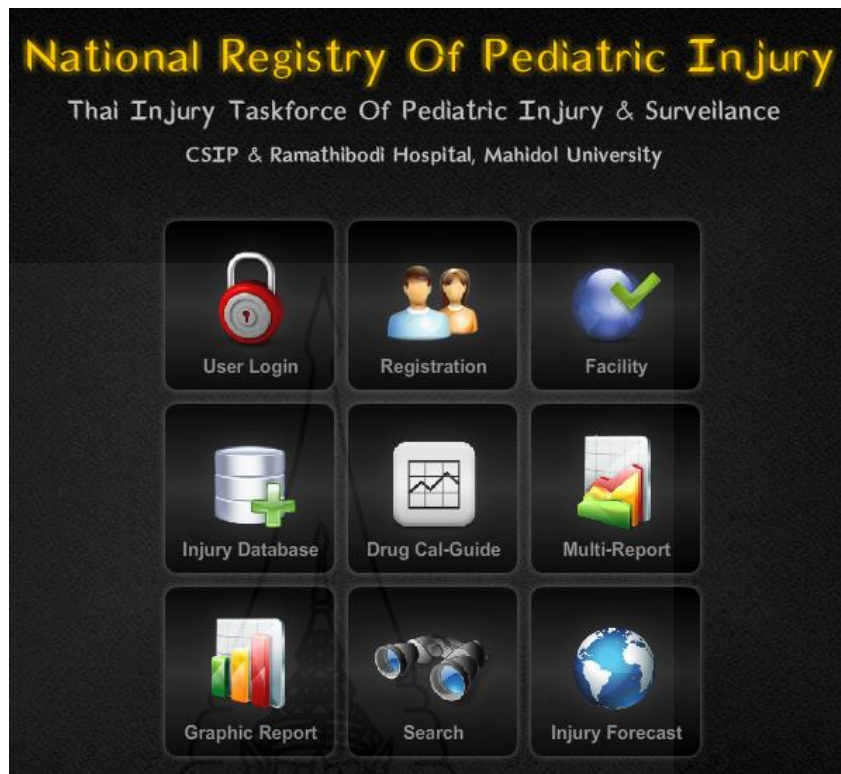 National Registry Of Pediatric Injury
Thai Injury Taskforce Of Pediatric Injury & Surveilance
CSIP & Ramathibodi Hospital, Mahidol University
User Login
Registration
Facility
Injury Database
Drug Cal-Guide
Multi-Report
Graphic Report
Search
Injury Forecast